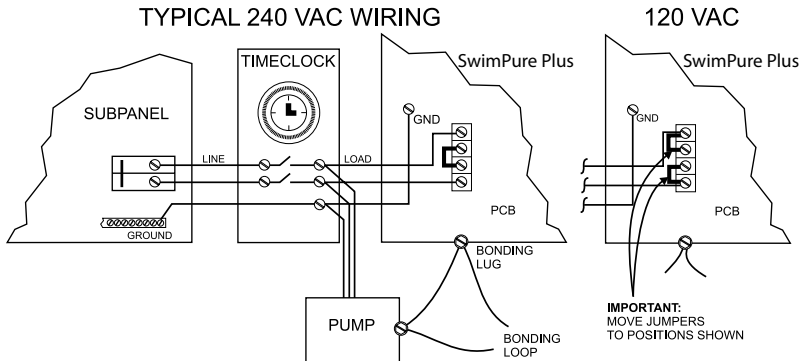 TYPICAL 240 VAC WIRING
120 VAC
TIMECLOCK
SwimPure Plus
SwimPure Plus
SUBPANEL
GND
GND
LINE
LOAD
PCB
PCB
GROUND
BONDING
LUG
PUMP
BONDING
LOOP
IMPORTANT:
MOVE JUMPERS
TO POSITIONS SHOWN